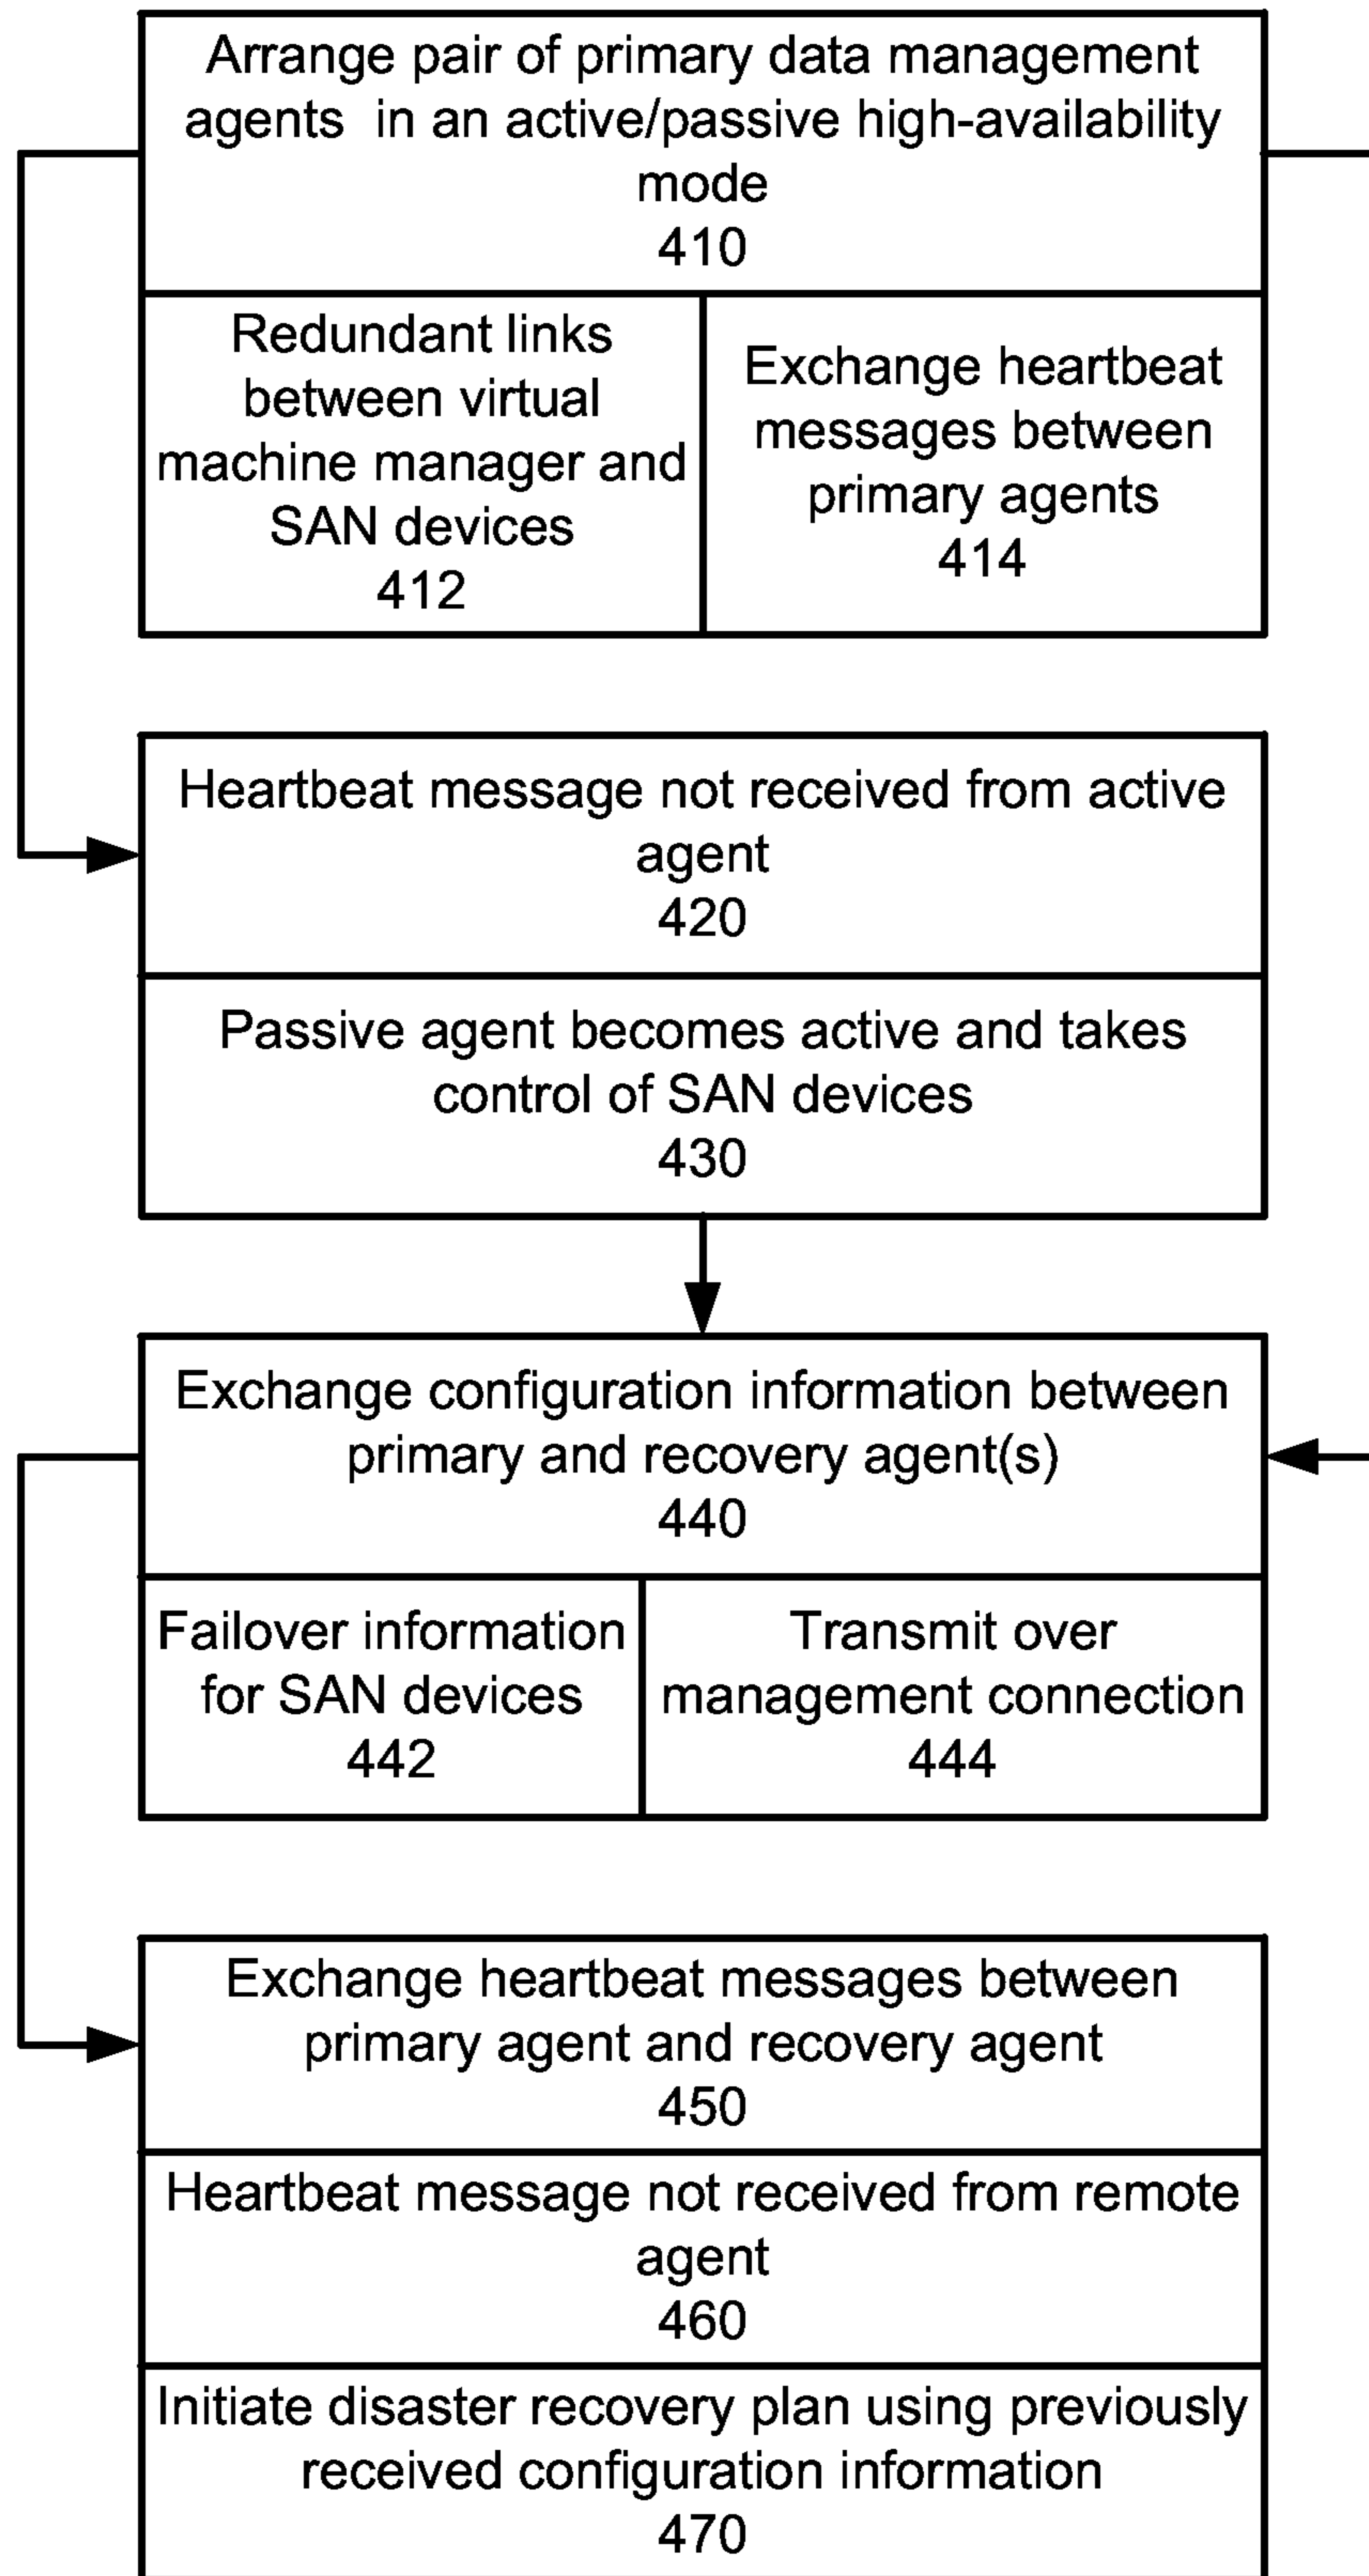 Arrange pair of primary data management
agents in an active/passive high-availability
mode
410
Redundant links
between virtual
machine manager and
SAN devices
412
Exchange heartbeat
messages between
primary agents
414
Heartbeat message not received from active
agent
420
Passive agent becomes active and takes
control of SAN devices
430
Exchange configuration information between
primary and recovery agent(s)
440
Failover information
for SAN devices
442
Transmit over
management connection
444
Exchange heartbeat messages between
primary agent and recovery agent
450
Heartbeat message not received from remote
agent
460
Initiate disaster recovery plan using previously
received configuration information
470